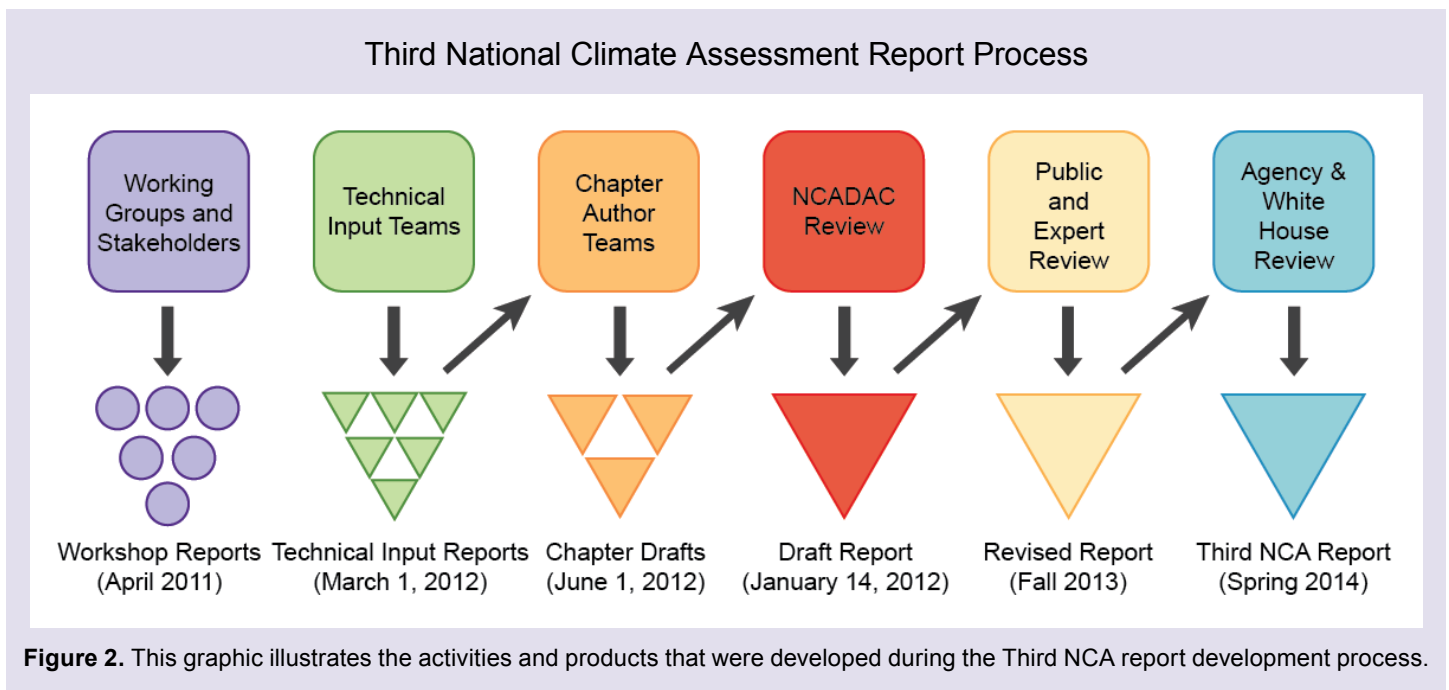 Third National Climate Assessment Report Process
Working
Groups and
Stakeholders
Technical
Input Teams
Chapter
Author
Teams
NCADAC
Review
Public
and
Expert
Review
Agency &
White
House
Review
Workshop Reports
(April 2011)
Technical Input Reports
(March 1, 2012)
Chapter Drafts
(June 1, 2012)
Draft Report
(January 14, 2012)
Revised Report
(Fall 2013)
Third NCA Report
(Spring 2014)
Figure 2. This graphic illustrates the activities and products that were developed during the Third NCA report development process.